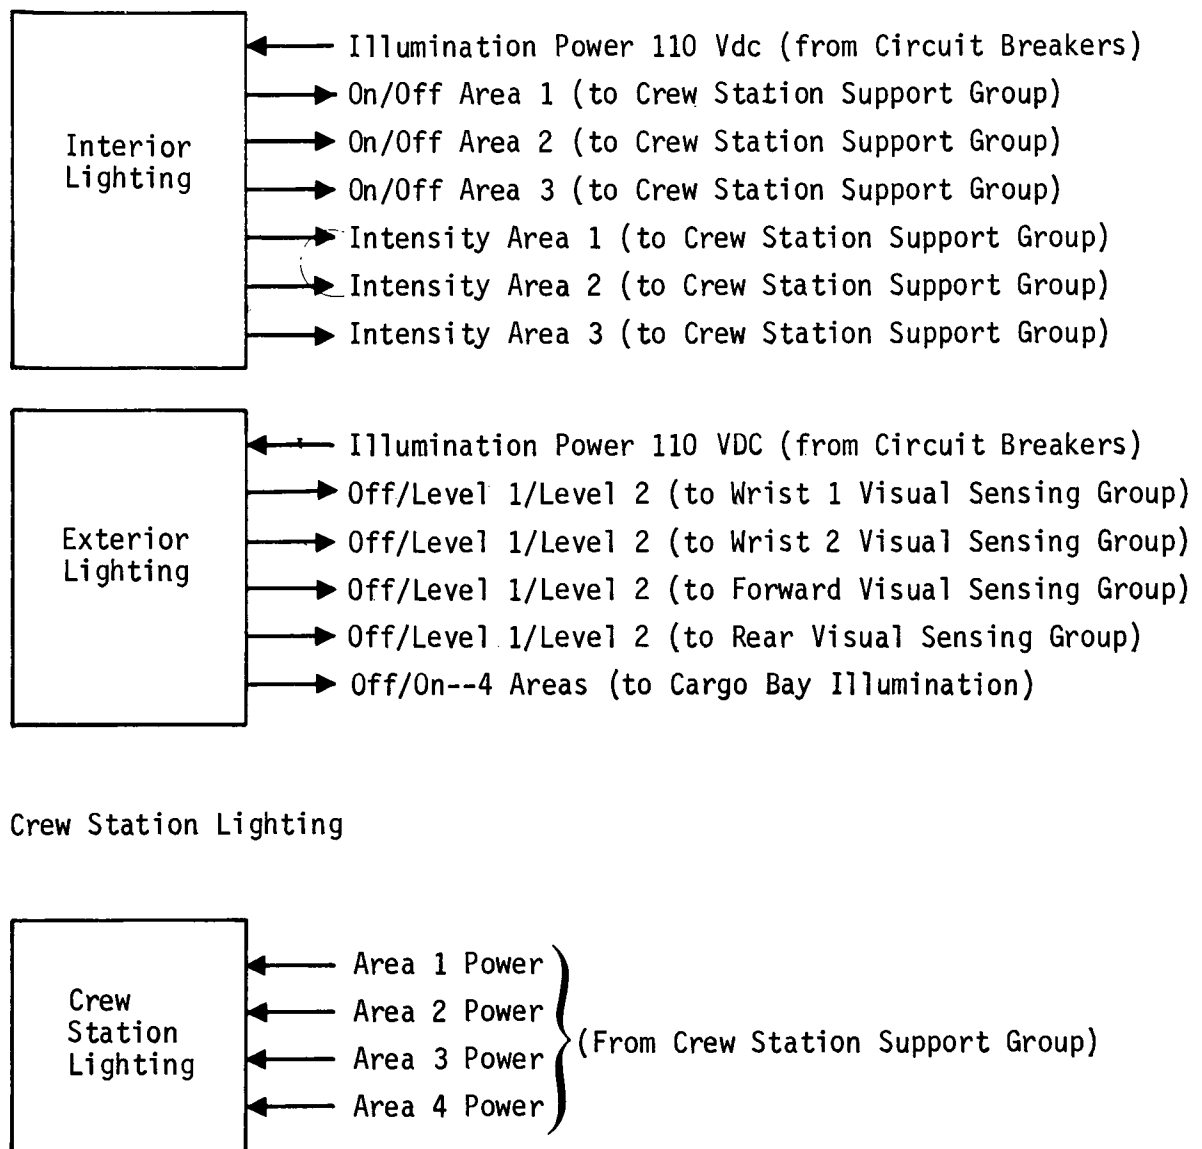 Interior
Lighting
Illumination Power 110 Vdc (from Circuit Breakers)
On/Off Area 1 (to Crew Station Support Group)
On/Off Area 2 (to Crew Station Support Group)
On/Off Area 3 (to Crew Station Support Group)
Intensity Area 1 (to Crew Station Support Group)
Intensity Area 2 (to Crew Station Support Group)
Intensity Area 3 (to Crew Station Support Group)
Exterior
Lighting
Illumination Power 110 VDC (from Circuit Breakers)
Off/Level 1/Level 2 (to Wrist 1 Visual Sensing Group)
Off/Level 1/Level 2 (to Wrist 2 Visual Sensing Group)
Off/Level 1/Level 2 (to Forward Visual Sensing Group)
Off/Level 1/Level 2 (to Rear Visual Sensing Group)
Off/On--4 Areas (to Cargo Bay Illumination)
Crew Station Lighting
Crew
Station
Lighting
Area 1 Power
Area 2 Power
Area 3 Power
Area 4 Power
(From Crew Station Support Group)